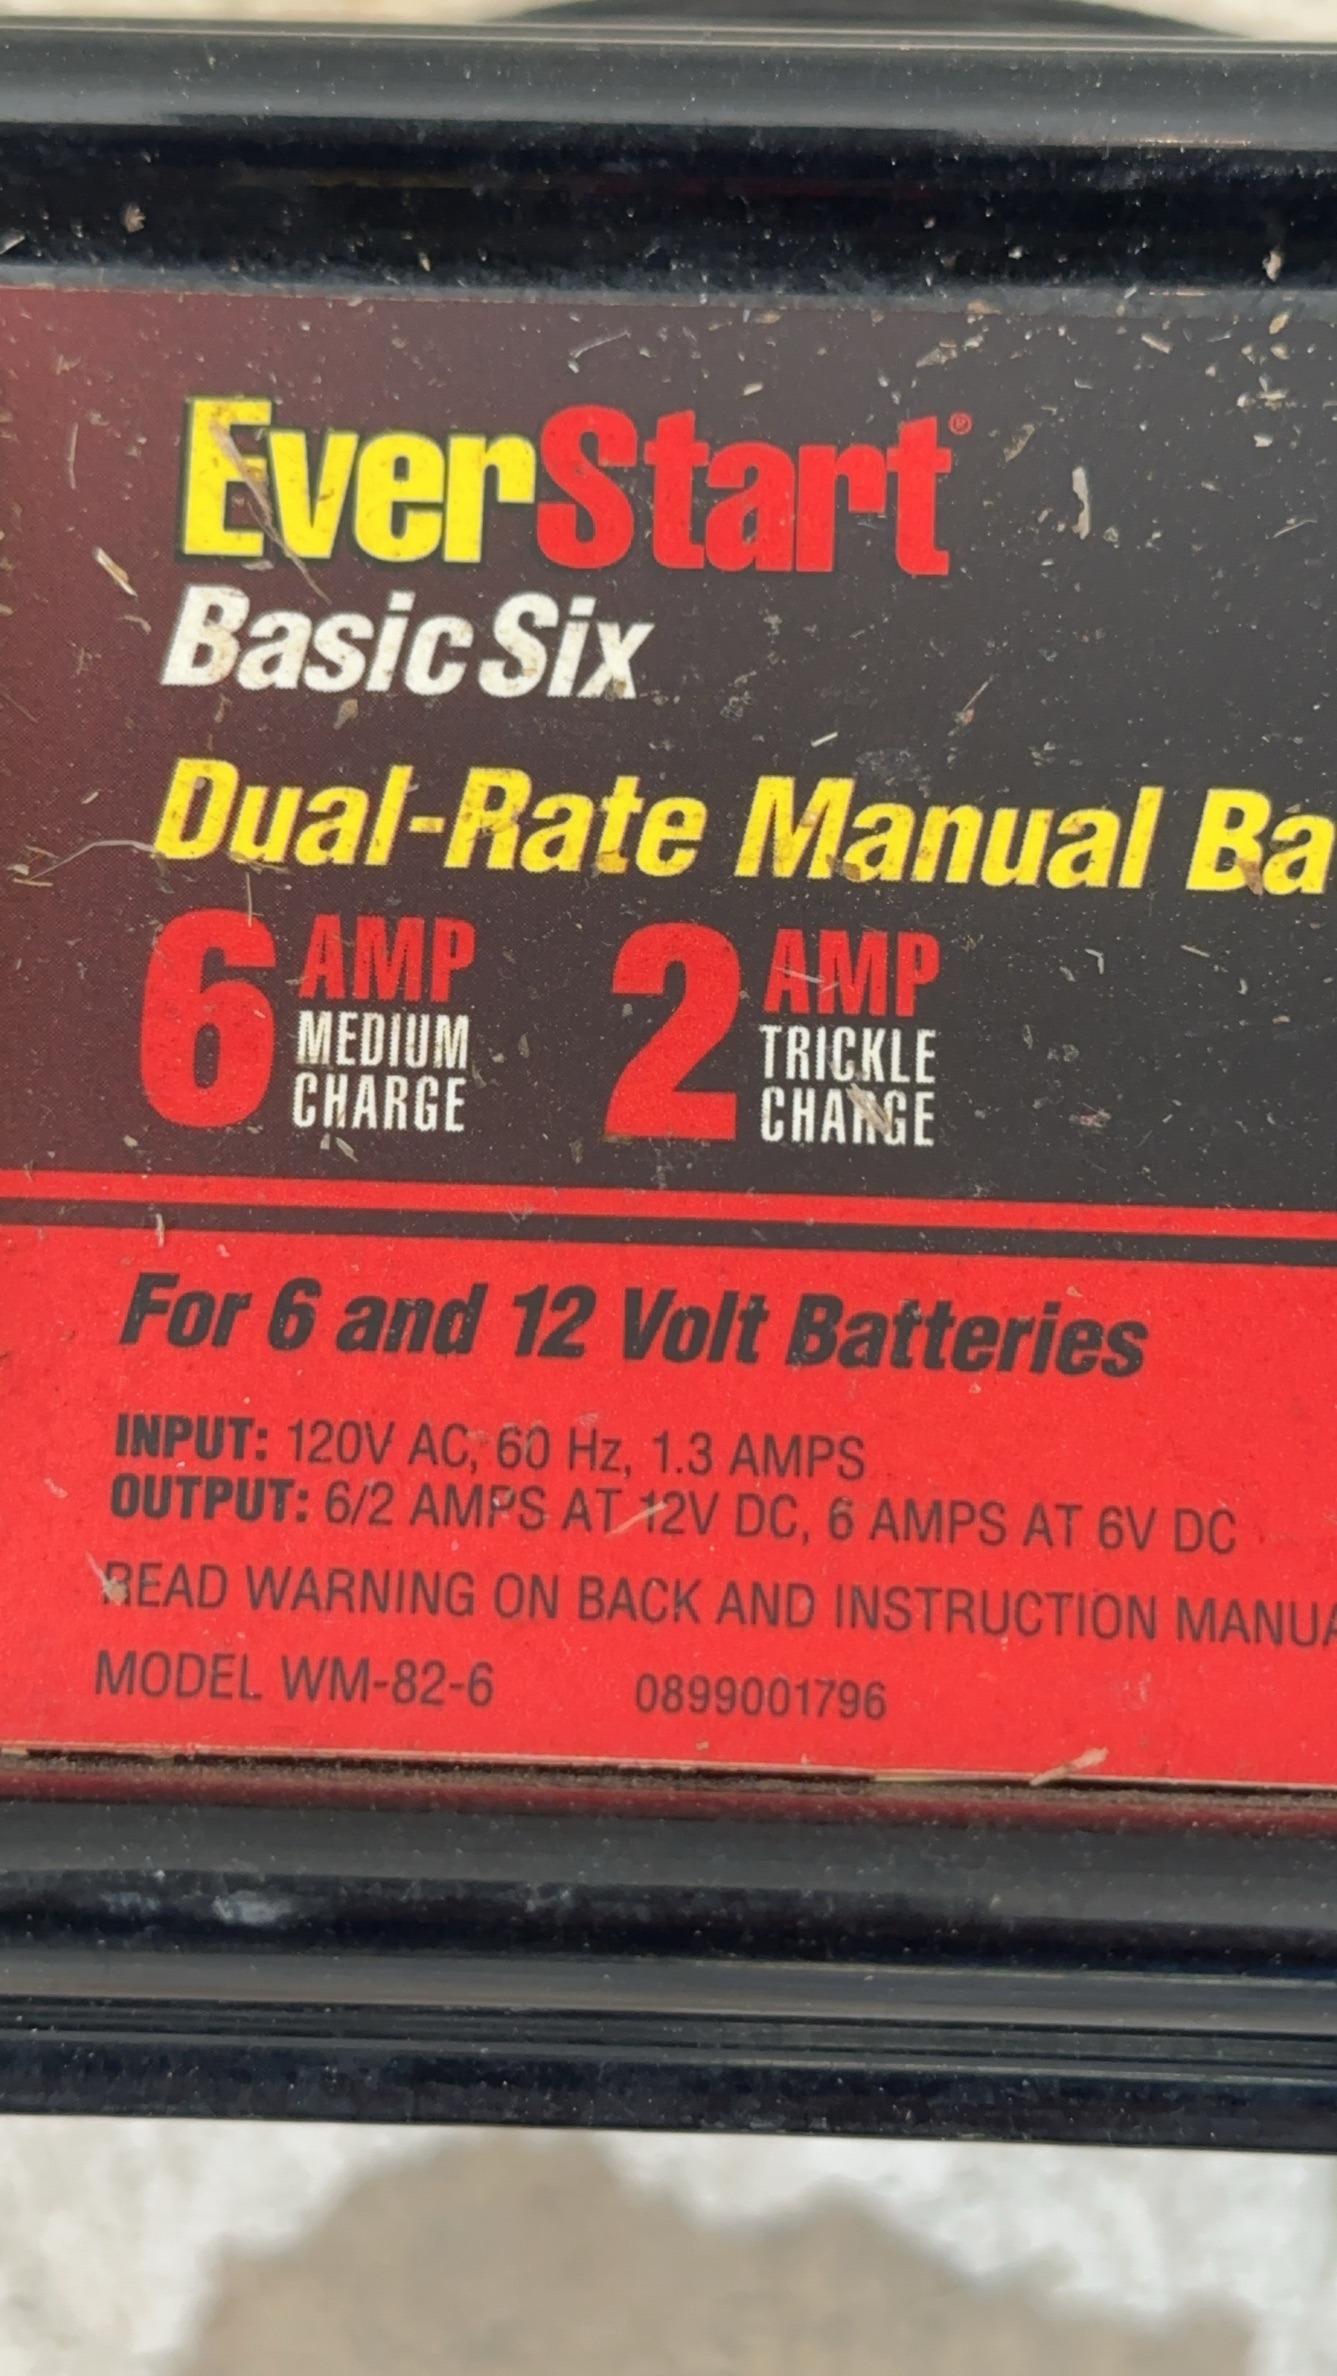 EverStart®
Basic Six
Dual-Rate Manual Ba
6 AMP MEDIUM CHARGE
2 AMP TRICKLE CHARGE
For 6 and 12 Volt Batteries
INPUT: 120V AC, 60 Hz, 1.3 AMPS
OUTPUT: 6/2 AMPS AT 12V DC, 6 AMPS AT 6V DC
READ WARNING ON BACK AND INSTRUCTION MANUA
MODEL WM-82-6 0899001796